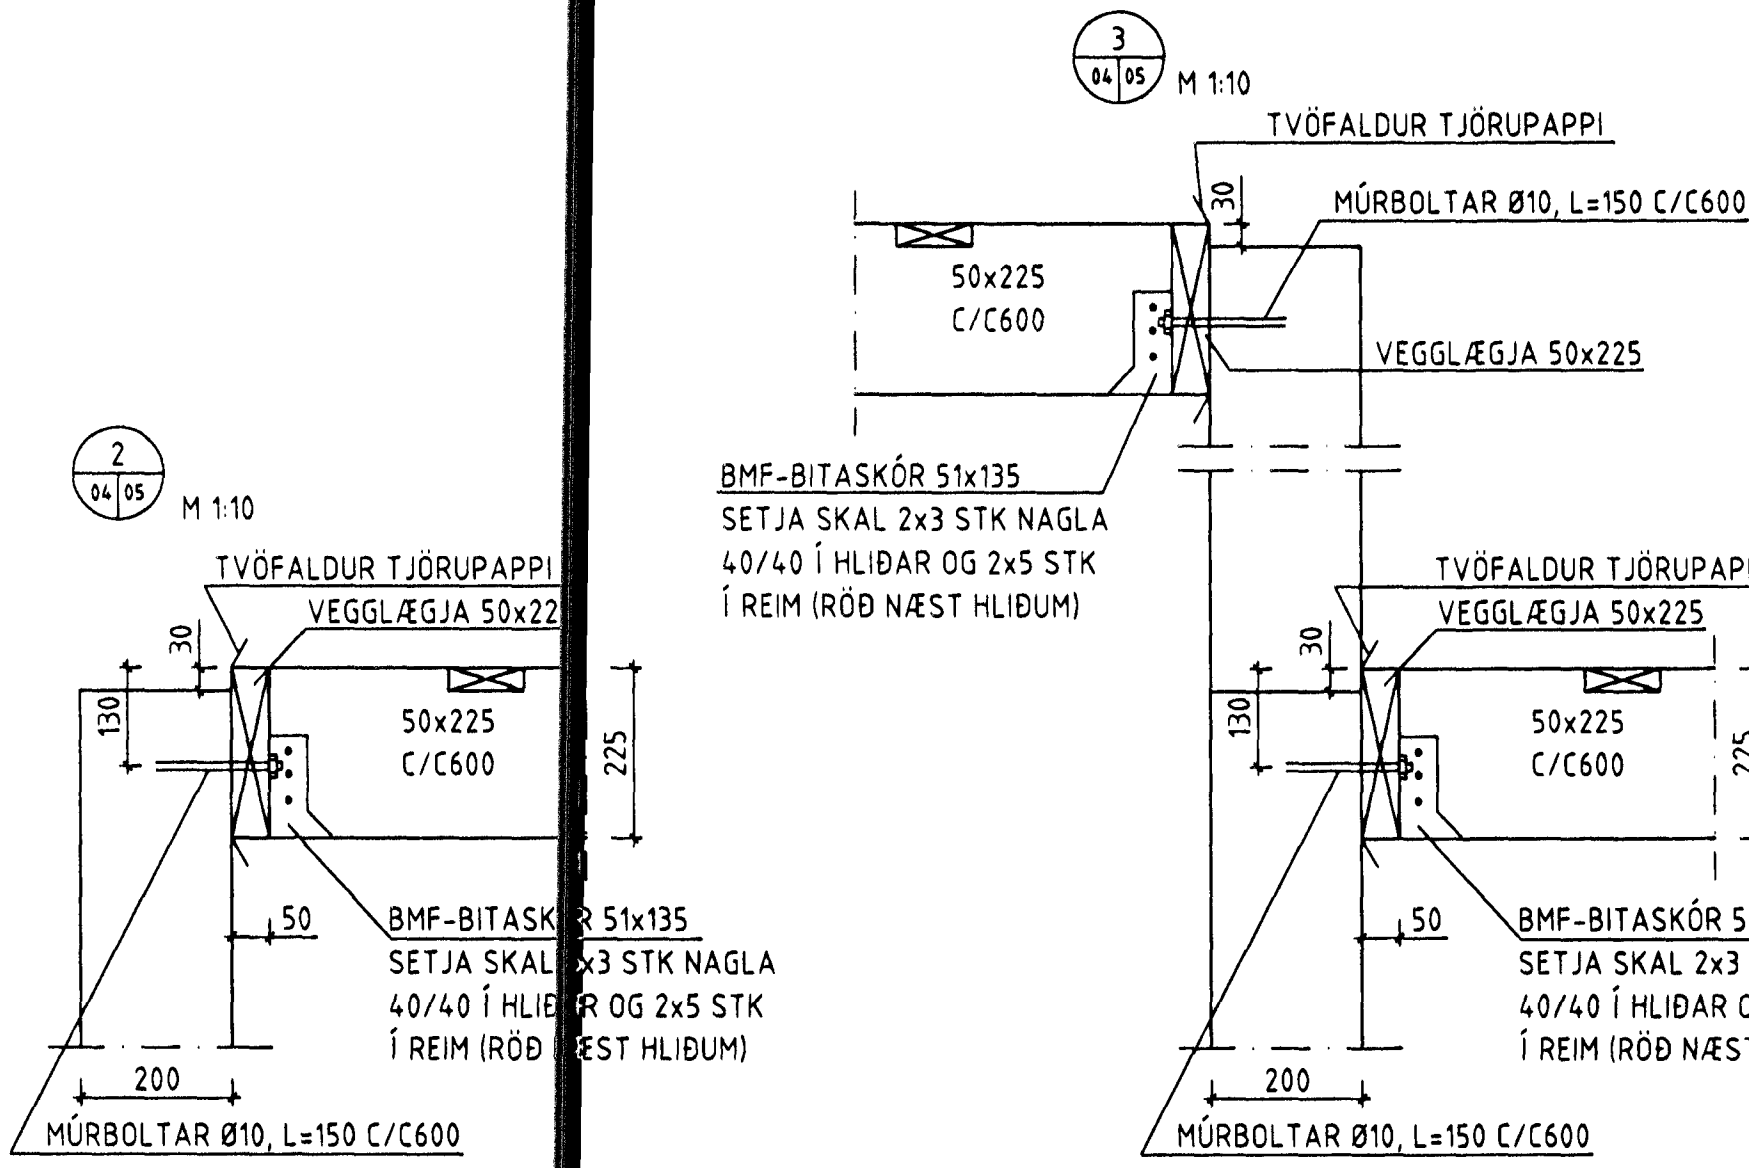 2
04 05
M 1:10
TVÖFALDUR TJÖRUPAPPI
VEGGLÆGJA 50x22
30
130
50x225
C/C600
225
50
BMF-BITASK R 51x135
SETJA SKAL x3 STK NAGLA
40/40 Í HLIÐ R OG 2x5 STK
Í REIM (RÖÐ EST HLIÐUM)
200
MÚRBOLTAR Ø10, L=150 C/C600
3
04 05
M 1:10
TVÖFALDUR TJÖRUPAPPI
30
MÚRBOLTAR Ø10, L=150 C/C600
50x225
C/C600
VEGGLÆGJA 50x225
BMF-BITASKÓR 51x135
SETJA SKAL 2x3 STK NAGLA
40/40 Í HLIÐAR OG 2x5 STK
Í REIM (RÖÐ NÆST HLIÐUM)
TVÖFALDUR TJÖRUPAP
VEGGLÆGJA 50x225
30
130
50x225
C/C600
225
50
BMF-BITASKÓR 5
SETJA SKAL 2x3
40/40 Í HLIÐAR O
Í REIM (RÖÐ NÆST
200
MÚRBOLTAR Ø10, L=150 C/C600